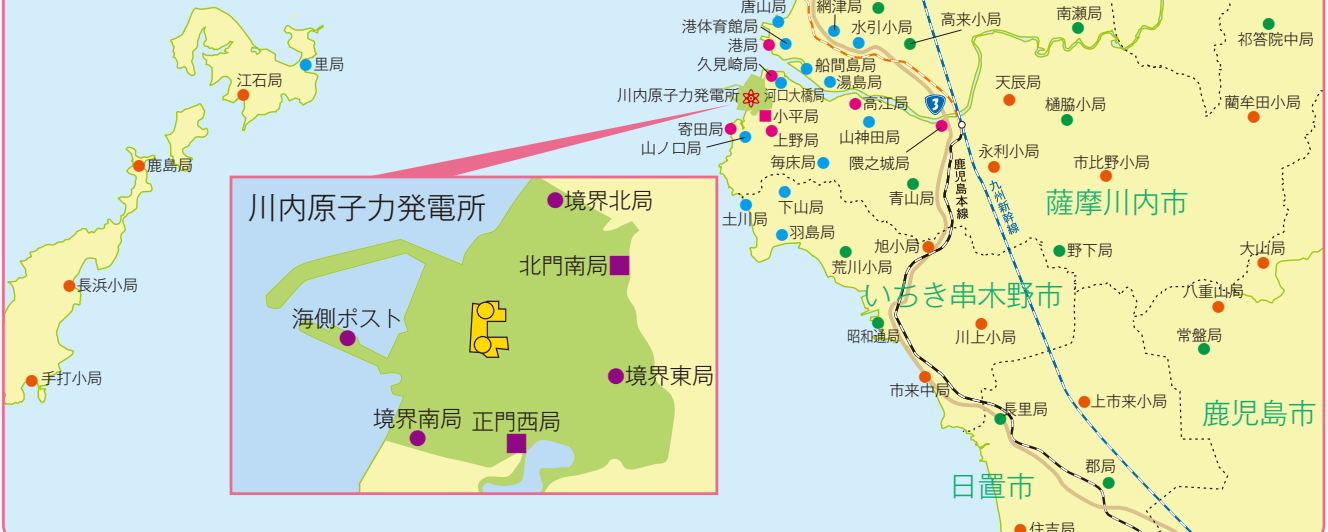 唐山局
網津局
港体育館局
水引小局
高来小局
南瀬局
祁答院中局
港局
久見崎局
船間島局
湯島局
里局
江石局
川内原子力発電所
河口大橋局
高江局
3
天辰局
樋脇小局
藺牟田小局
小平局
寄田局
上野局
山神田局
山ノ口局
隈之城局
永利小局
毎床局
鹿児島本線
市比野小局
鹿島局
青山局
九州新幹線
薩摩川内市
下山局
土川局
羽島局
旭小局
野下局
大山局
荒川小局
いちき串木野市
八重山局
昭和通局
川上小局
常盤局
長浜小局
手打小局
市来中局
上市来小局
鹿児島市
長里局
郡局
日置市
住吉局
川内原子力発電所
境界北局
北門南局
海側ポスト
境界東局
境界南局
正門西局